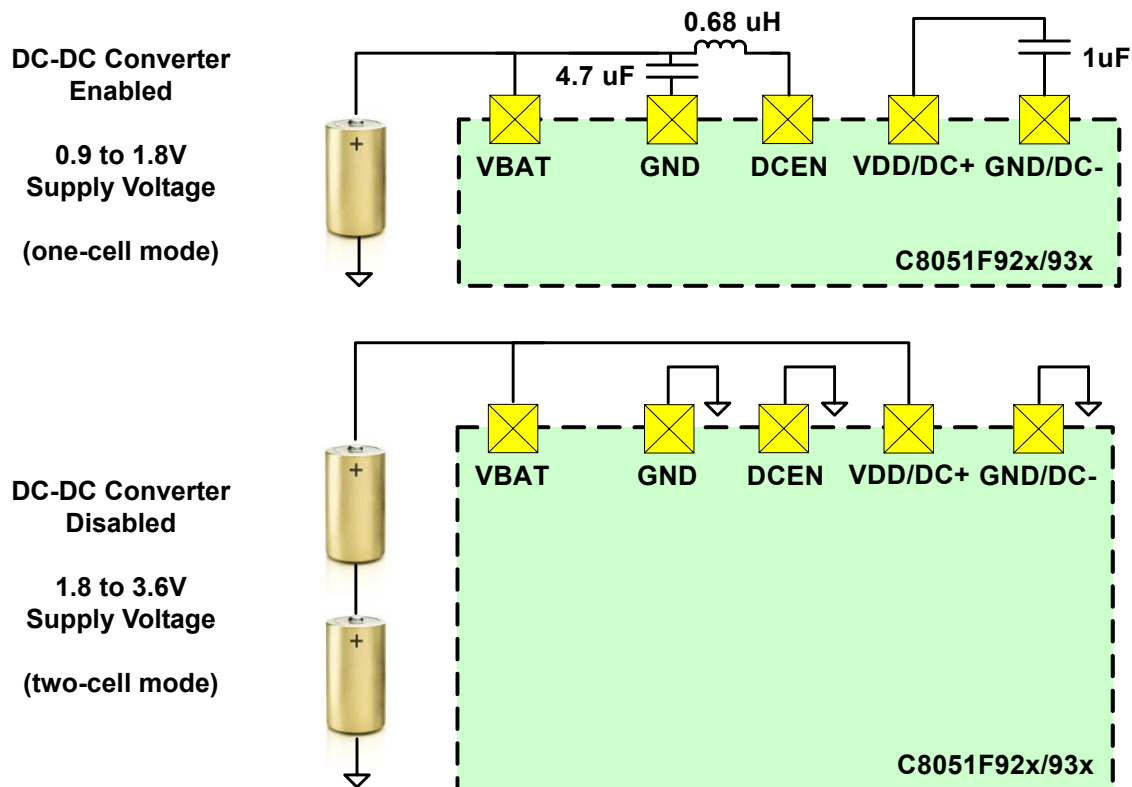 DC-DC Converter
Enabled
0.9 to 1.8V
Supply Voltage
(one-cell mode)
0.68 uH
4.7 uF
1uF
+
VBAT
GND
DCEN
VDD/DC+
GND/DC-
C8051F92x/93x
DC-DC Converter
Disabled
1.8 to 3.6V
Supply Voltage
(two-cell mode)
+
+
VBAT
GND
DCEN
VDD/DC+
GND/DC-
C8051F92x/93x